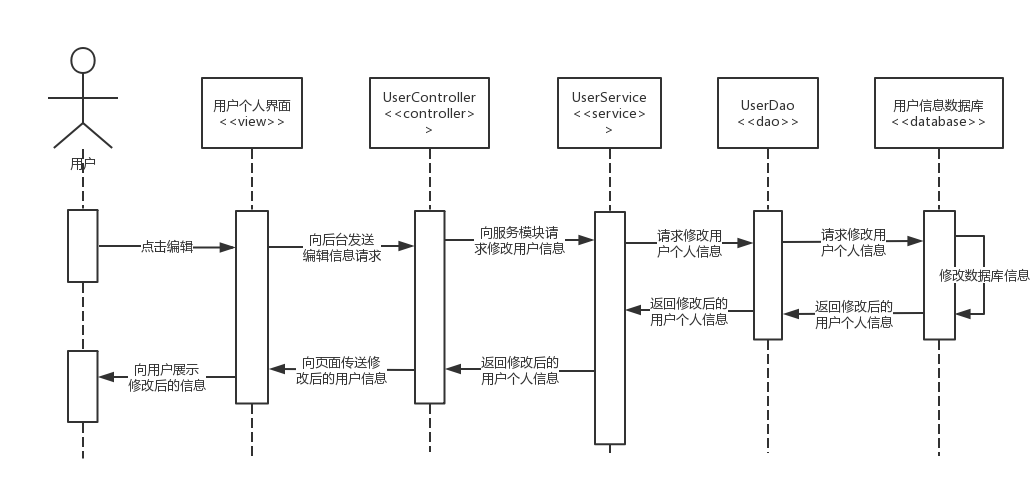 用户
用户个人界面
<<view>>
UserController
<<controller>
>
UserService
<<service>
>
UserDao
<<dao>>
用户信息数据库
<<database>>
点击编辑
向后台发送
编辑信息请求
向服务模块请
求修改用户信息
请求修改用
户个人信息
请求修改用
户个人信息
修改数据库信息
返回修改后的
用户个人信息
返回修改后的
用户个人信息
返回修改后的
用户个人信息
向页面传送修
改后的用户信息
向用户展示
修改后的信息